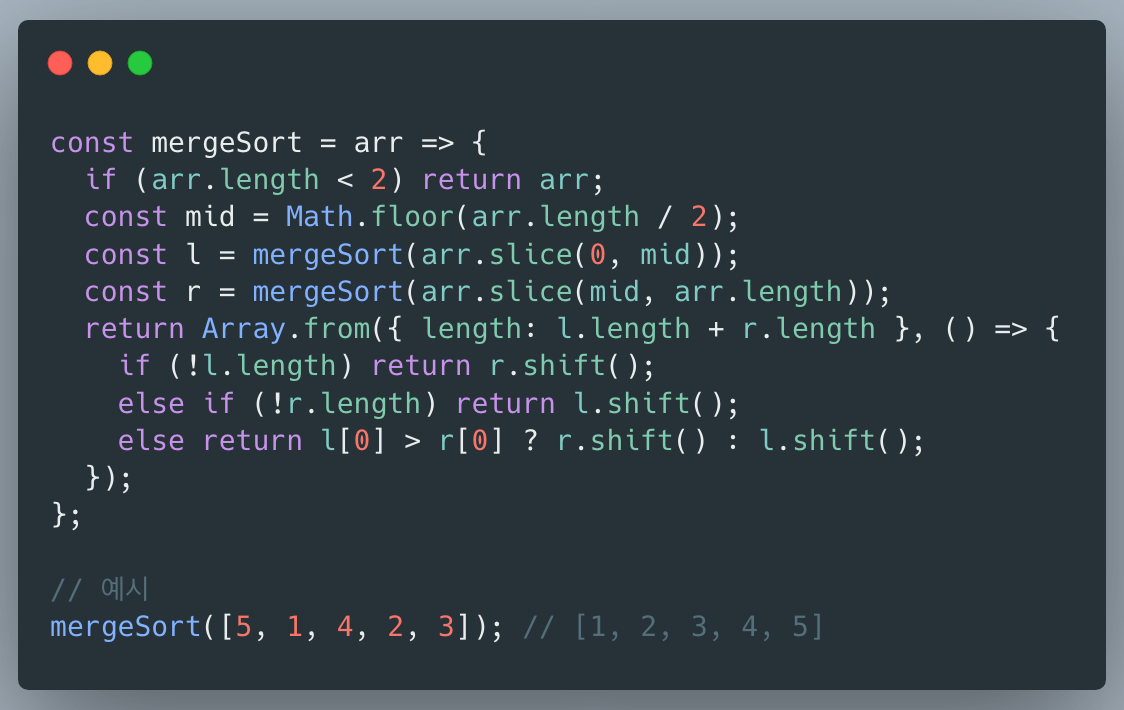 const mergeSort = arr => {
  if (arr.length < 2) return arr;
  const mid = Math.floor(arr.length / 2);
  const l = mergeSort(arr.slice(0, mid));
  const r = mergeSort(arr.slice(mid, arr.length));
  return Array.from({ length: l.length + r.length }, () => {
    if (!l.length) return r.shift();
    else if (!r.length) return l.shift();
    else return l[0] > r[0] ? r.shift() : l.shift();
  });
};

// 예시
mergeSort([5, 1, 4, 2, 3]); // [1, 2, 3, 4, 5]